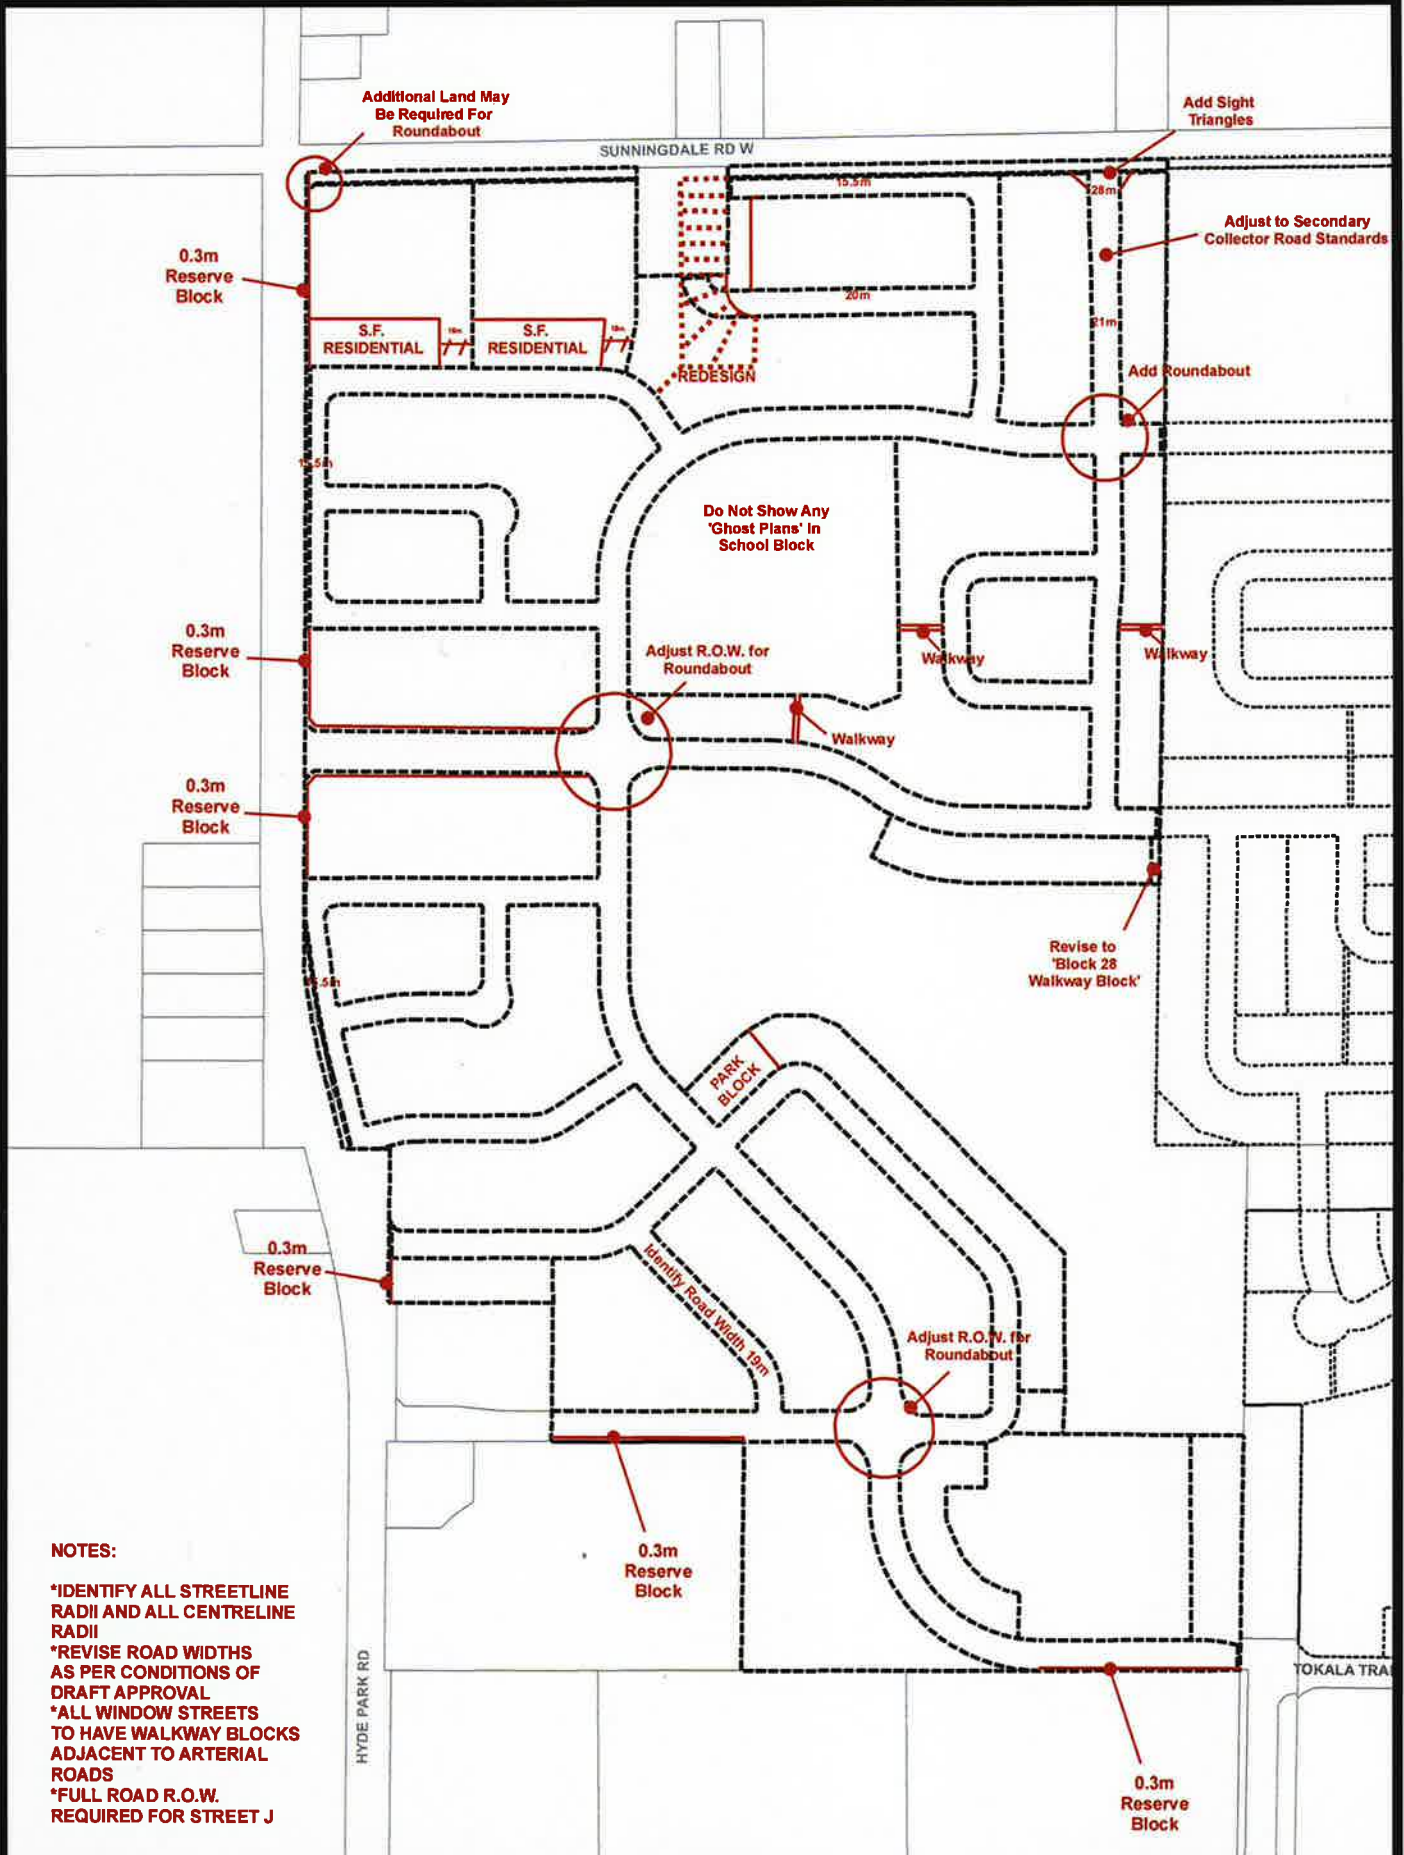 Additional Land May
Be Required For
Roundabout
Add Sight
Triangles
SUNNINGDALE RD W
15.5m
28m
Adjust to Secondary
Collector Road Standards
0.3m
Reserve
Block
20m
21m
S.F.
RESIDENTIAL
S.F.
RESIDENTIAL
REDESIGN
Add Roundabout
Do Not Show Any
'Ghost Plans' In
School Block
0.3m
Reserve
Block
Adjust R.O.W. for
Roundabout
Walkway
Walkway
Walkway
0.3m
Reserve
Block
Revise to
'Block 28
Walkway Block'
PARK
BLOCK
0.3m
Reserve
Block
Identify Road Width 19m
Adjust R.O.W. for
Roundabout
0.3m
Reserve
Block
NOTES:
*IDENTIFY ALL STREETLINE
RADII AND ALL CENTRELINE
RADII
*REVISE ROAD WIDTHS
AS PER CONDITIONS OF
DRAFT APPROVAL
*ALL WINDOW STREETS
TO HAVE WALKWAY BLOCKS
ADJACENT TO ARTERIAL
ROADS
*FULL ROAD R.O.W.
REQUIRED FOR STREET J
HYDE PARK RD
TOKALA TRA
0.3m
Reserve
Block